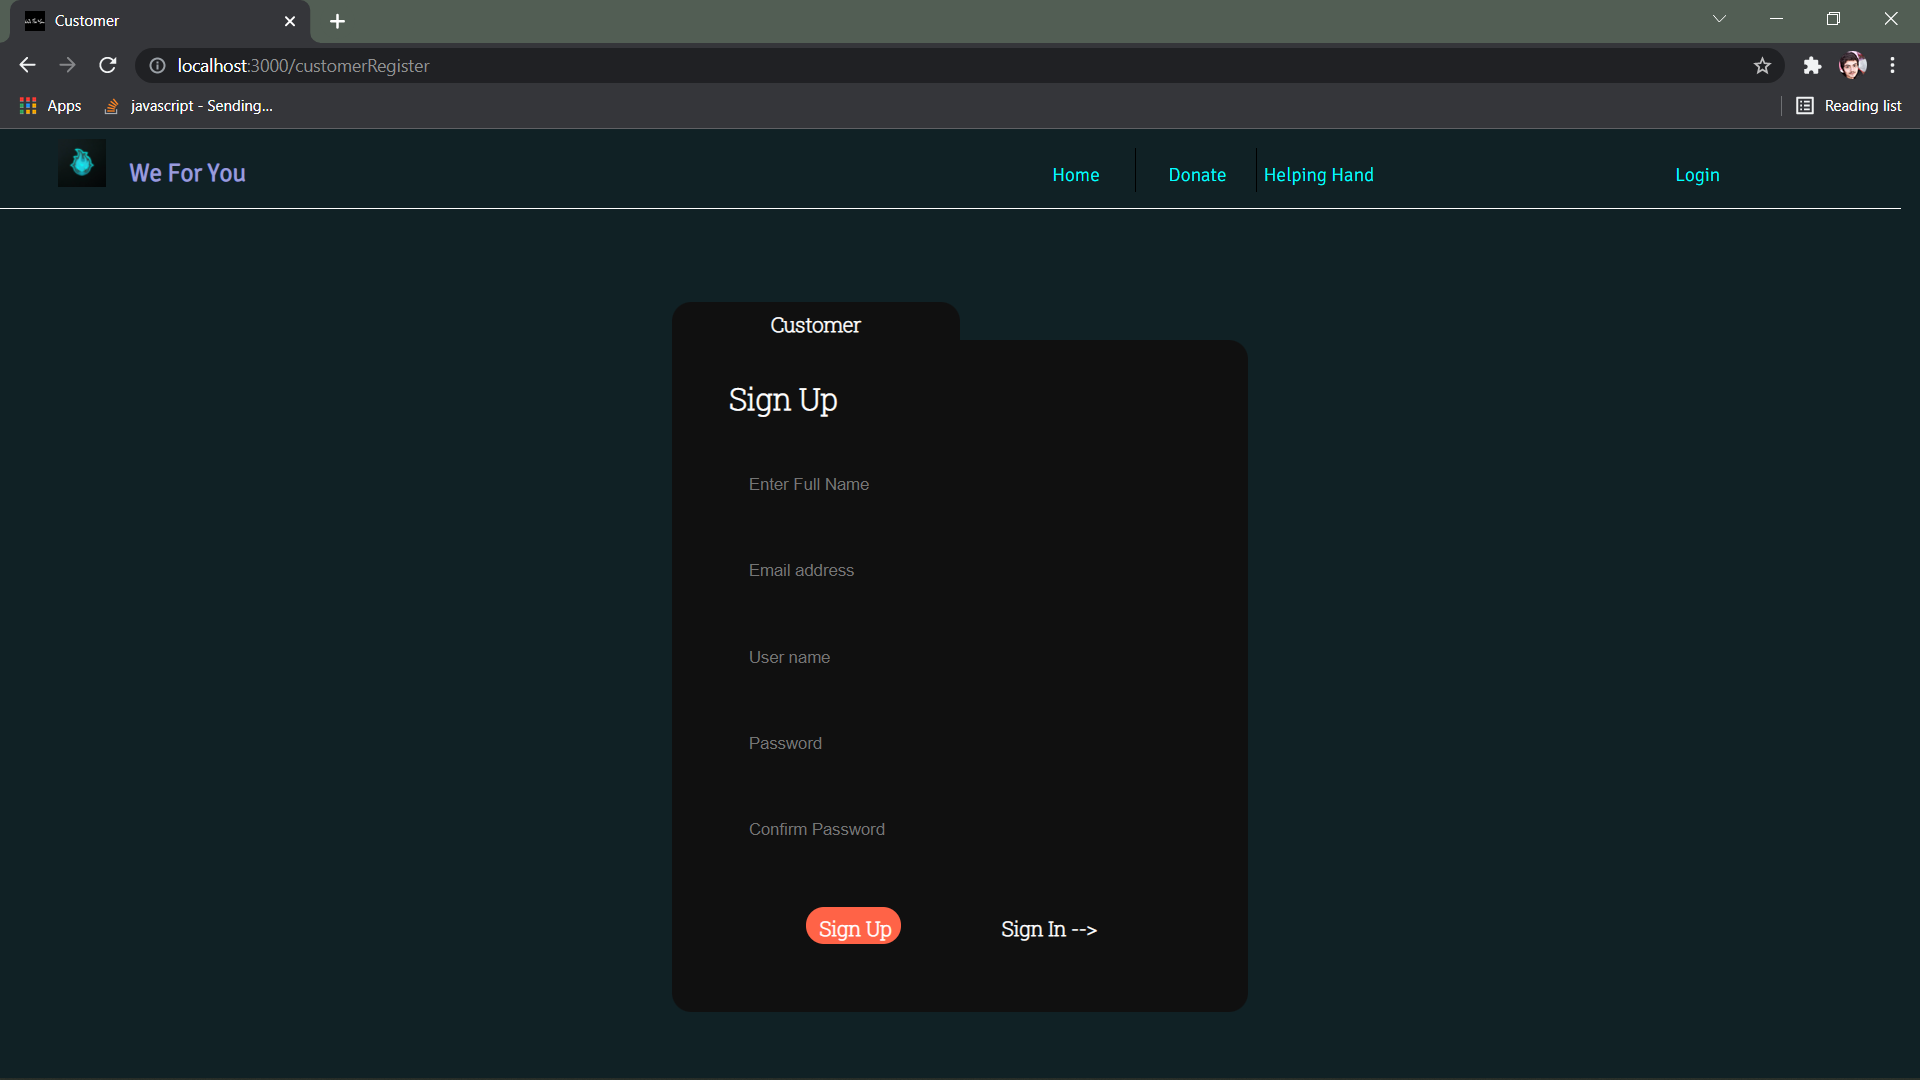 Customer
localhost:3000/customerRegister
Apps
javascript - Sending...
Reading list
We For You
Home
Donate
Helping Hand
Login
Customer
Sign Up
Enter Full Name
Email address
User name
Password
Confirm Password
Sign Up
Sign In -->